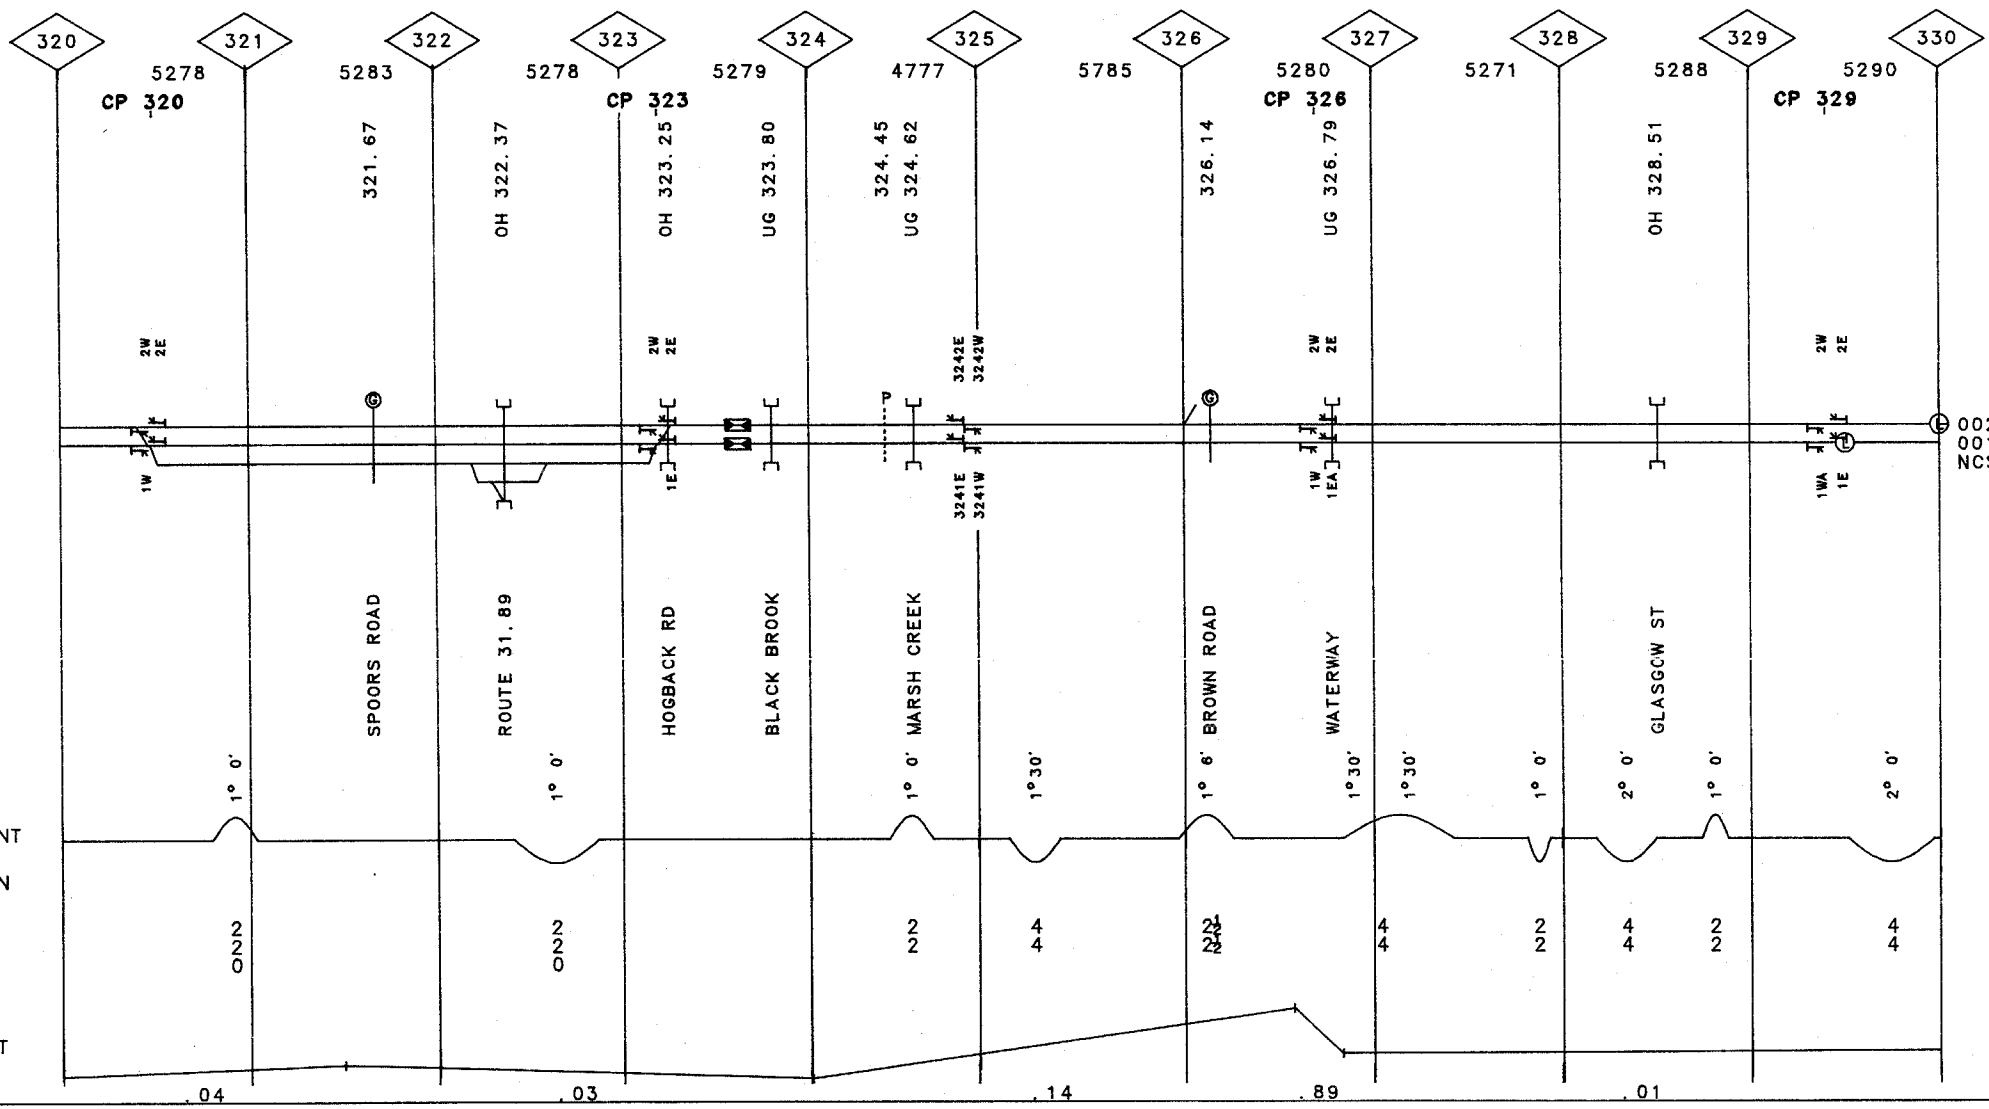 320 321 322 323 324 325 326 327 328 329 330
5278 5283 5278 5279 4777 5785 5280 5271 5288 5290
CP 320 CP 323 CP 326 CP 329
321.67
OH 322.37
OH 323.25
UG 323.80
324.45
UG 324.62
326.14
UG 326.79
OH 328.51
2W
2E
2W
2E
3242E
3242W
2W
2E
2W
2E
G
P
G
L 002
L
1W
1E
3241E
3241W
1W
1EA
1WA
1E
SPOORS ROAD
ROUTE 31.89
HOGBACK RD
BLACK BROOK
MARSH CREEK
BROWN ROAD
WATERWAY
GLASGOW ST
1° 0'
1° 0'
1° 0'
1°30'
1° 6'
1°30'
1°30'
1° 0'
2° 0'
1° 0'
2° 0'
NT
N
2 2 2 4 2½ 4 2 4 2 4
2 2 2 4 2½ 4 2 4 2 4
0 0
T
.04 .03 .14 .89 .01